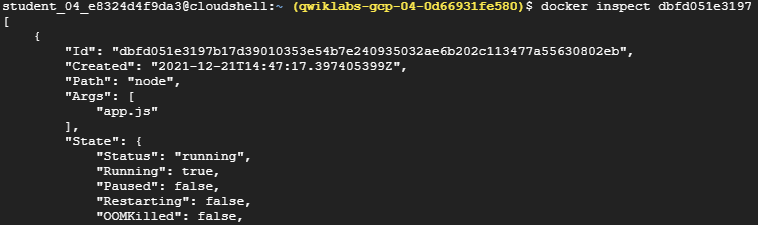 student_04_e8324d4f9da3@cloudshell:~ (qwiklabs-gcp-04-0d66931fe580)$ docker inspect dbfd051e3197
[
    {
        "Id": "dbfd051e3197b17d39010353e54b7e240935032ae6b202c113477a55630802eb",
        "Created": "2021-12-21T14:47:17.397405399Z",
        "Path": "node",
        "Args": [
            "app.js"
        ],
        "State": {
            "Status": "running",
            "Running": true,
            "Paused": false,
            "Restarting": false,
            "OOMKilled": false,